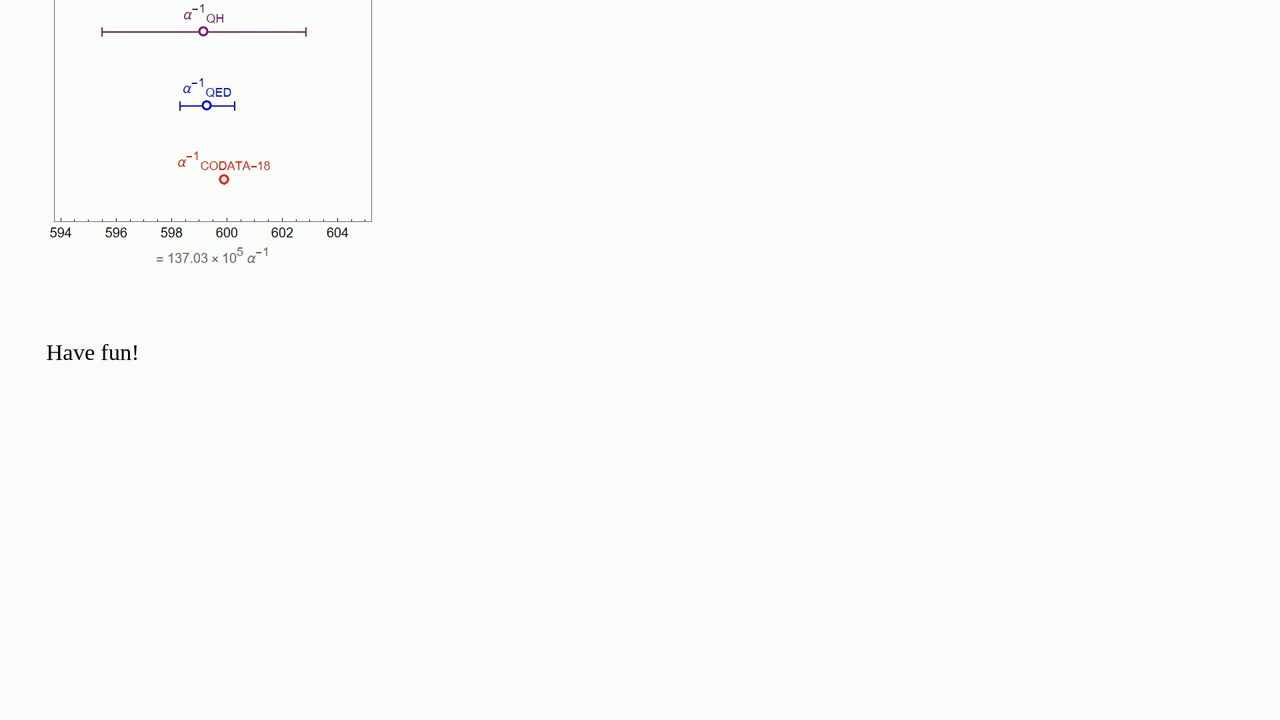 α⁻¹QH
α⁻¹QED
α⁻¹CODATA−18
594 596 598 600 602 604
= 137.03 × 10⁵ α⁻¹
Have fun!